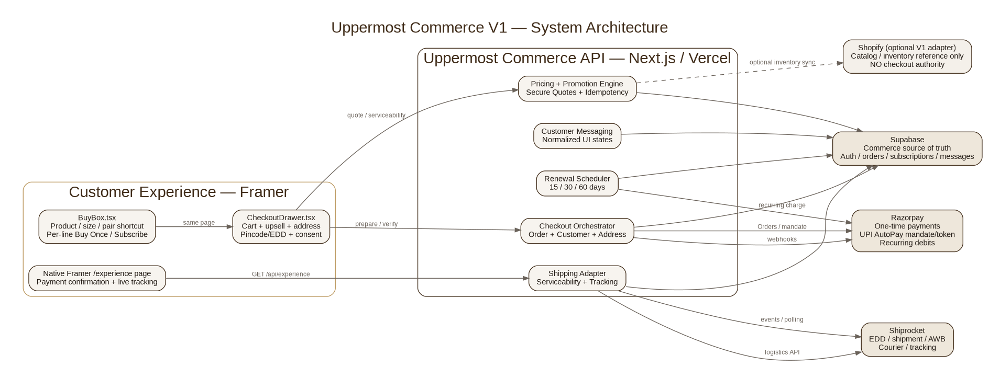 Uppermost Commerce V1 — System Architecture
Uppermost Commerce API — Next.js / Vercel
Shopify (optional V1 adapter)
Catalog / inventory reference only
NO checkout authority
optional inventory sync
Pricing + Promotion Engine
Secure Quotes + Idempotency
quote / serviceability
Customer Messaging
Normalized UI states
Supabase
Commerce source of truth
Auth / orders / subscriptions / messages
Renewal Scheduler
15 / 30 / 60 days
recurring charge
Customer Experience — Framer
BuyBox.tsx
Product / size / pair shortcut
Per-line Buy Once / Subscribe
same page
CheckoutDrawer.tsx
Cart + upsell + address
Pincode/EDD + consent
prepare / verify
Checkout Orchestrator
Order + Customer + Address
Orders / mandate
webhooks
Razorpay
One-time payments
UPI AutoPay mandate/token
Recurring debits
Native Framer /experience page
Payment confirmation + live tracking
GET /api/experience
Shipping Adapter
Serviceability + Tracking
events / polling
logistics API
Shiprocket
EDD / shipment / AWB
Courier / tracking